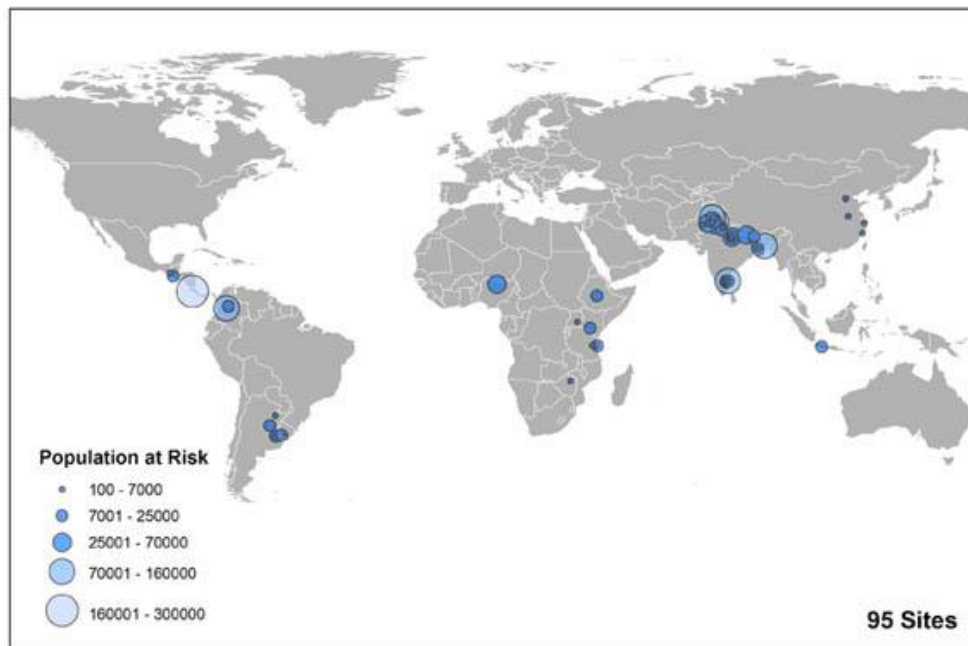 Population at Risk
100 - 7000
7001 - 25000
25001 - 70000
70001 - 160000
160001 - 300000
95 Sites